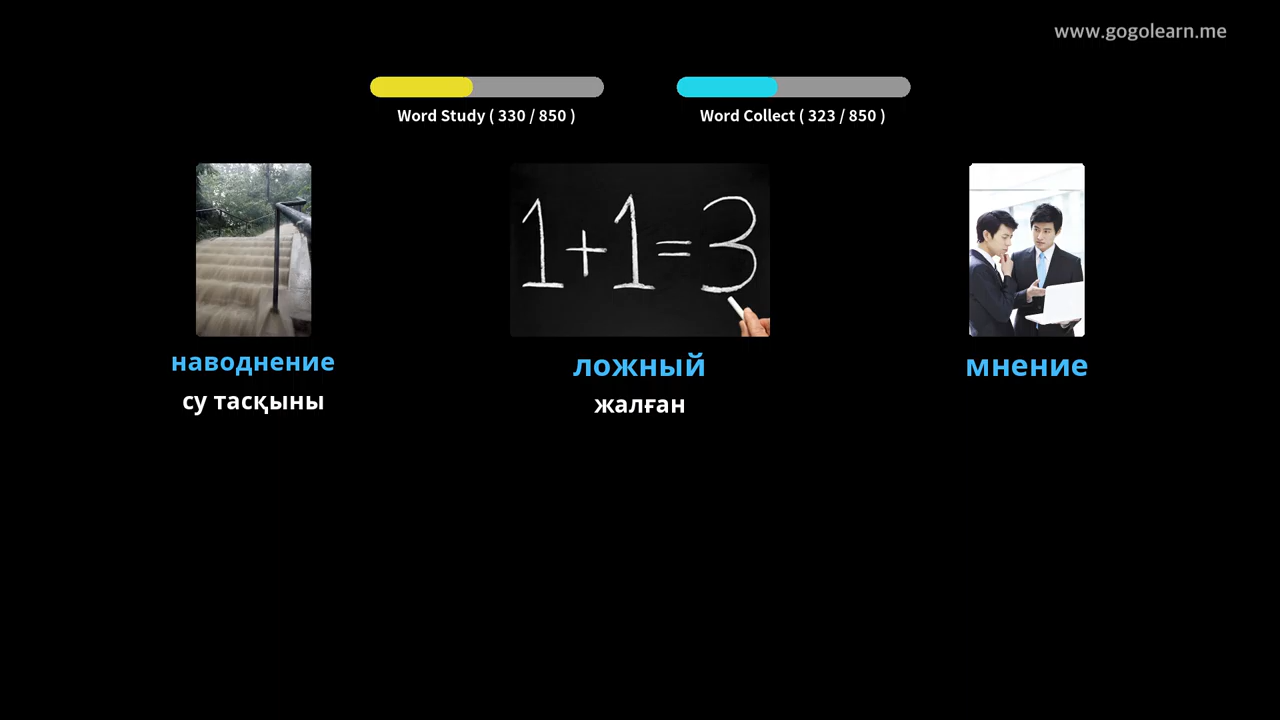 www.gogolearn.me
Word Study ( 330 / 850 )
Word Collect ( 323 / 850 )
1+1=3
наводнение
ложный
мнение
су тасқыны
жалған